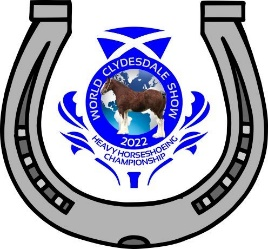 WORLD CLYDESDALE SHOW
2022
HEAVY HORSESHOEING
CHAMPIONSHIP